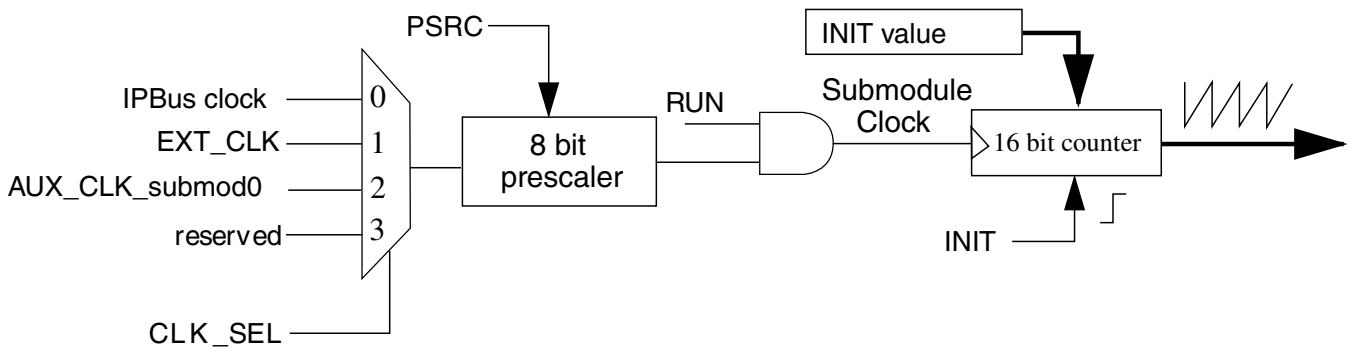 PSRC
INIT value
IPBus clock
0
RUN
Submodule
Clock
EXT_CLK
1
8 bit
prescaler
16 bit counter
AUX_CLK_submod0
2
reserved
3
INIT
CLK_SEL